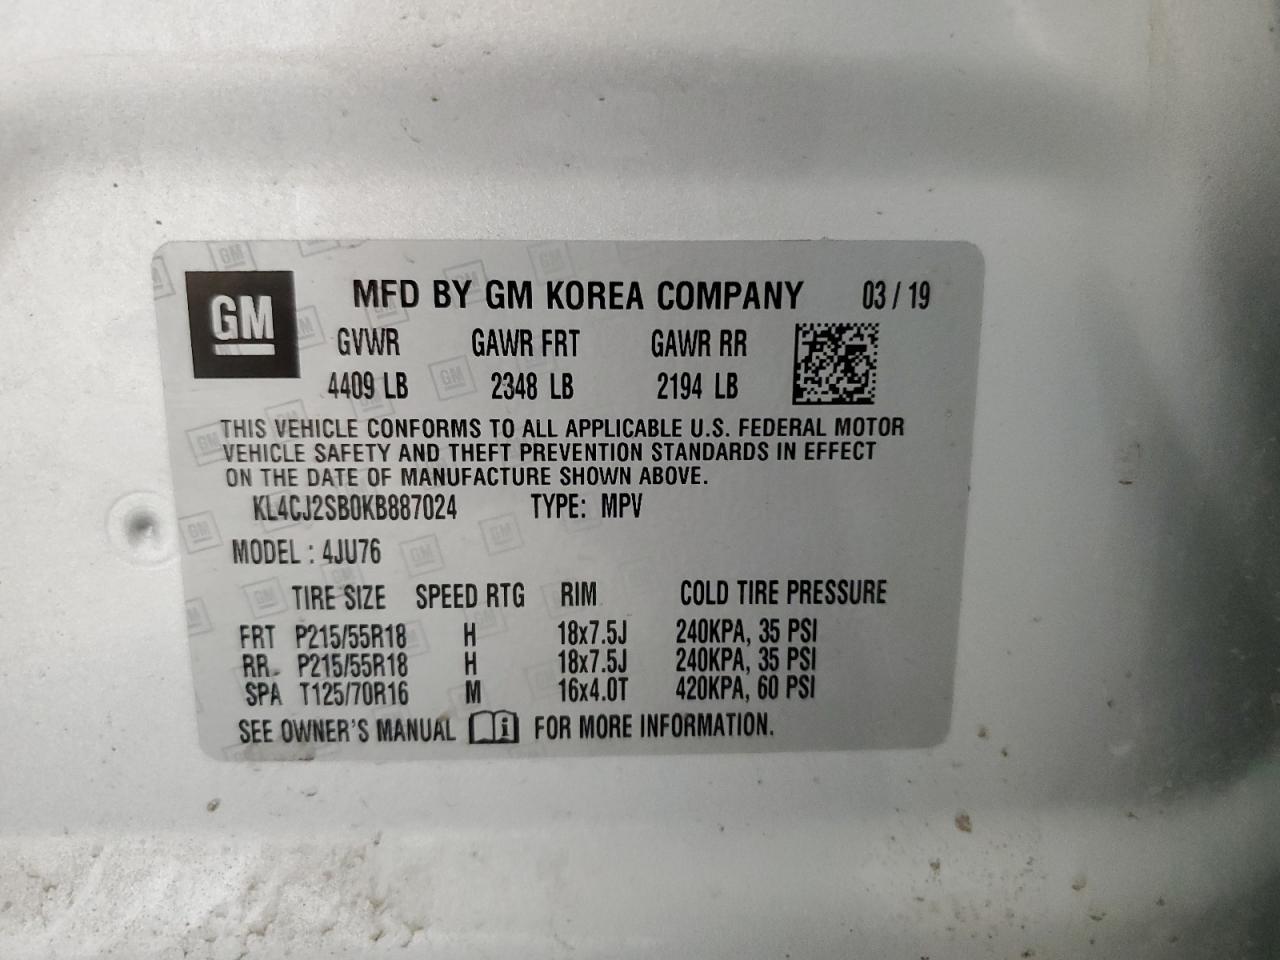 GM MFD BY GM KOREA COMPANY 03/19
GVWR GAWR FRT GAWR RR
4409 LB 2348 LB 2194 LB
THIS VEHICLE CONFORMS TO ALL APPLICABLE U.S. FEDERAL MOTOR
VEHICLE SAFETY AND THEFT PREVENTION STANDARDS IN EFFECT
ON THE DATE OF MANUFACTURE SHOWN ABOVE.
KL4CJ2SB0KB887024 TYPE: MPV
MODEL : 4JU76
TIRE SIZE SPEED RTG RIM COLD TIRE PRESSURE
FRT P215/55R18 H 18x7.5J 240KPA, 35 PSI
RR P215/55R18 H 18x7.5J 240KPA, 35 PSI
SPA T125/70R16 M 16x4.0T 420KPA, 60 PSI
SEE OWNER'S MANUAL i FOR MORE INFORMATION.